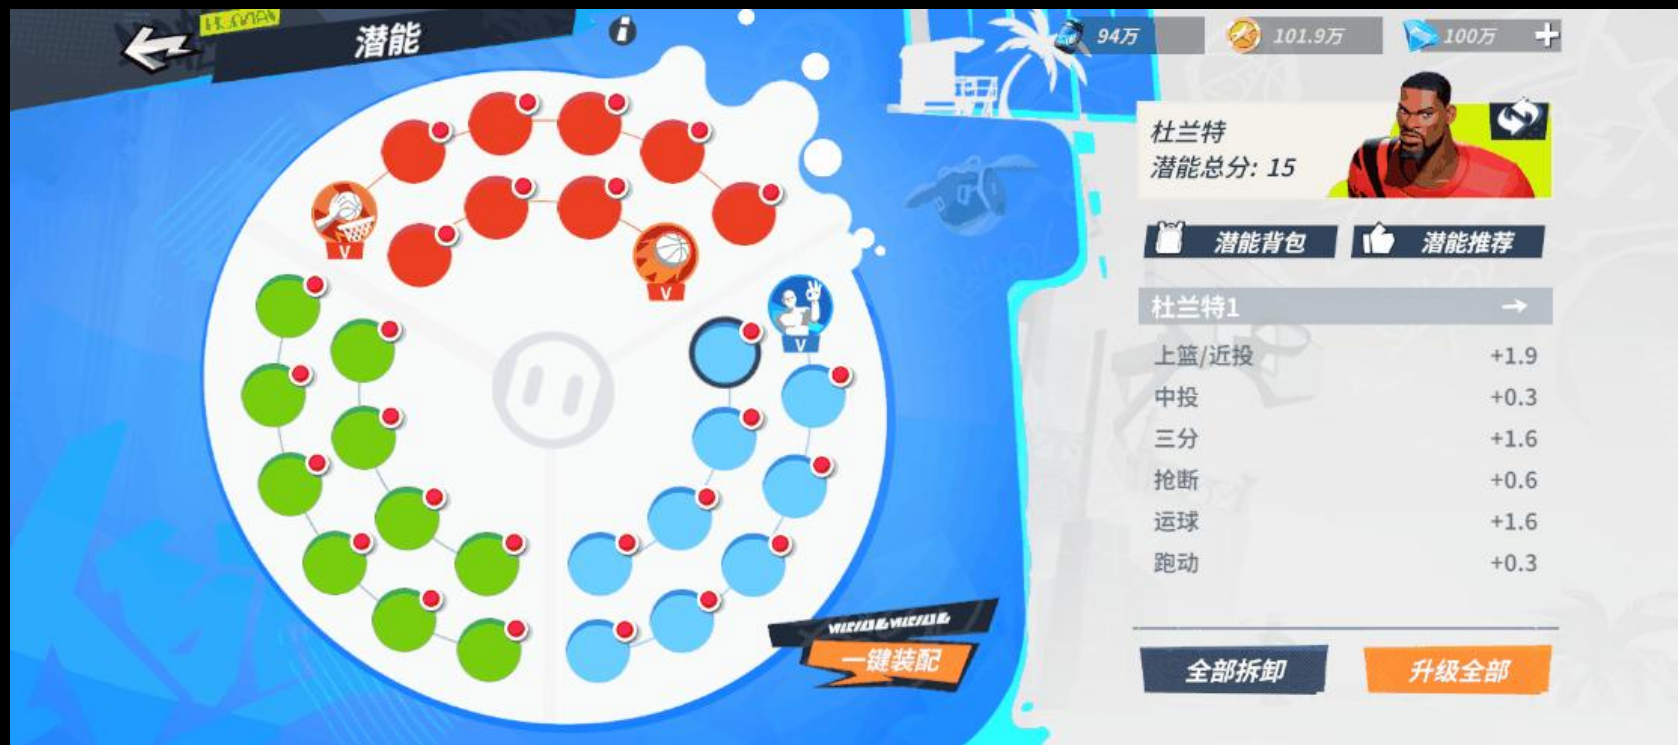 潜能
94万
101.9万
100万
杜兰特
潜能总分: 15
潜能背包
潜能推荐
杜兰特1
上篮/近投 +1.9
中投 +0.3
三分 +1.6
抢断 +0.6
运球 +1.6
跑动 +0.3
V
V
V
一键装配
全部拆卸
升级全部